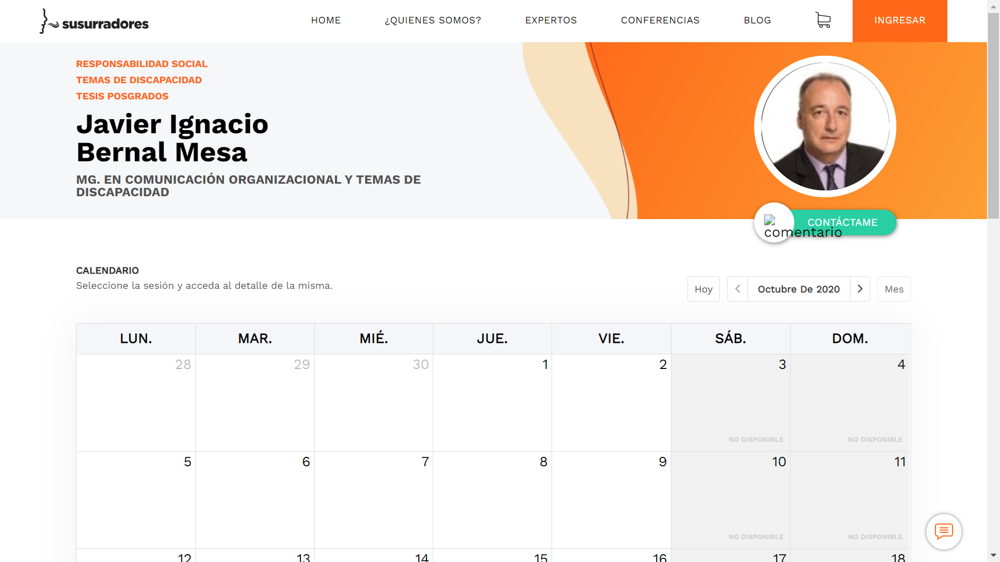 susurradores
HOME
¿QUIENES SOMOS?
EXPERTOS
CONFERENCIAS
BLOG
INGRESAR
RESPONSABILIDAD SOCIAL
TEMAS DE DISCAPACIDAD
TESIS POSGRADOS
Javier Ignacio
Bernal Mesa
MG. EN COMUNICACIÓN ORGANIZACIONAL Y TEMAS DE
DISCAPACIDAD
CONTÁCTAME
comentario
CALENDARIO
Seleccione la sesión y acceda al detalle de la misma.
Hoy
Octubre De 2020
Mes
LUN. MAR. MIÉ. JUE. VIE. SÁB. DOM.
28 29 30 1 2 3 4
NO DISPONIBLE NO DISPONIBLE
5 6 7 8 9 10 11
NO DISPONIBLE NO DISPONIBLE
12 13 14 15 16 17 18